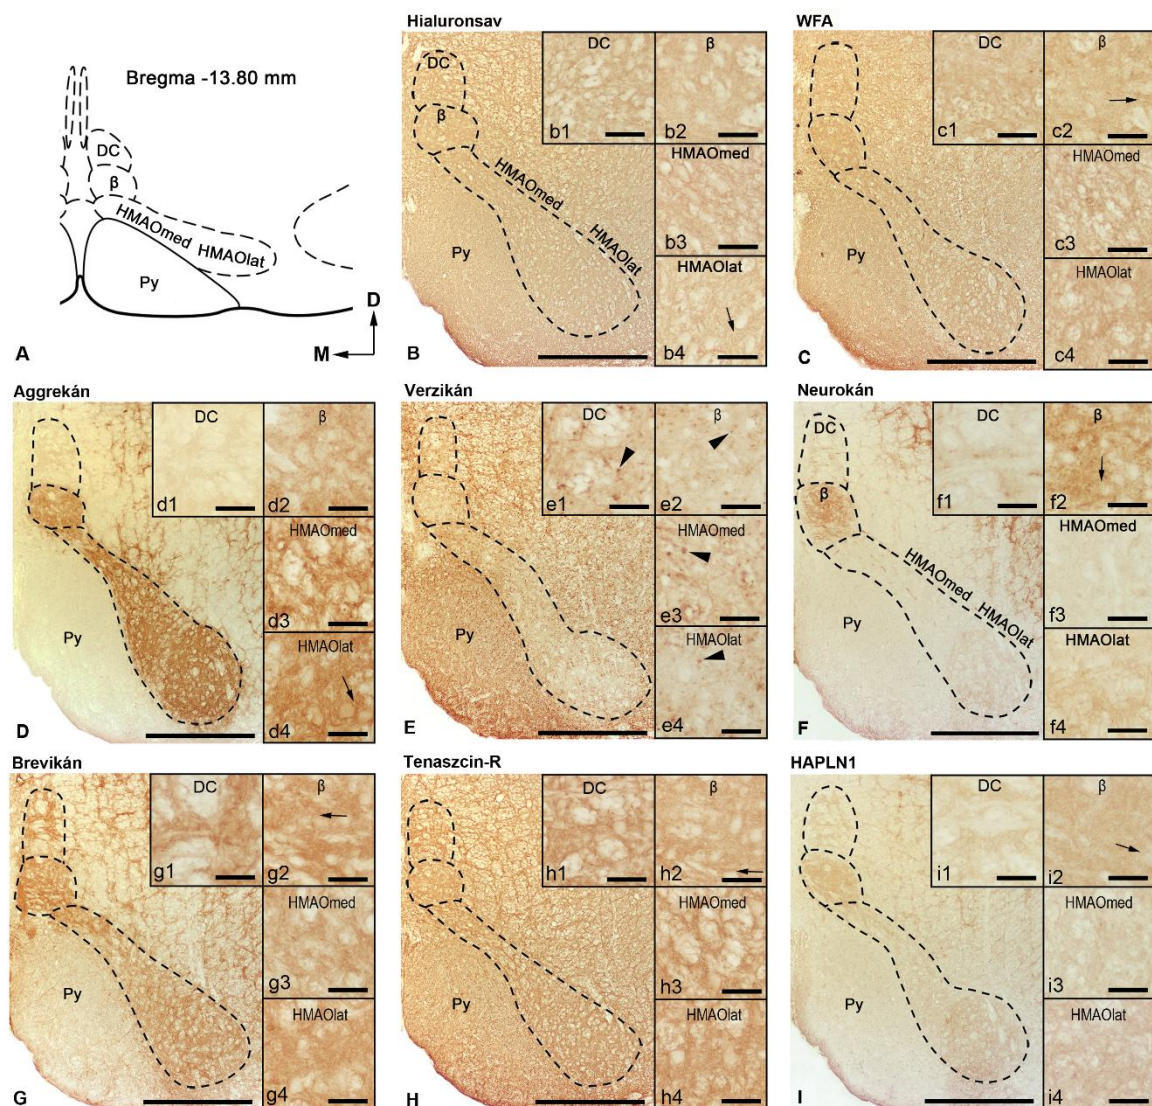 Bregma -13.80 mm
DC
β
HMAOmed
HMAOlat
Py
D
M
A
Hialuronsav
DC
β
HMAOmed
HMAOlat
Py
B
DC
b1
β
b2
HMAOmed
b3
HMAOlat
b4
WFA
Py
C
DC
c1
β
c2
HMAOmed
c3
HMAOlat
c4
Aggrekán
Py
D
DC
d1
β
d2
HMAOmed
d3
HMAOlat
d4
Verzikán
Py
E
DC
e1
β
e2
HMAOmed
e3
HMAOlat
e4
Neurokán
DC
β
HMAOmed
HMAOlat
Py
F
DC
f1
β
f2
HMAOmed
f3
HMAOlat
f4
Brevikán
Py
G
DC
g1
β
g2
HMAOmed
g3
HMAOlat
g4
Tenaszcin-R
Py
H
DC
h1
β
h2
HMAOmed
h3
HMAOlat
h4
HAPLN1
Py
I
DC
i1
β
i2
HMAOmed
i3
HMAOlat
i4